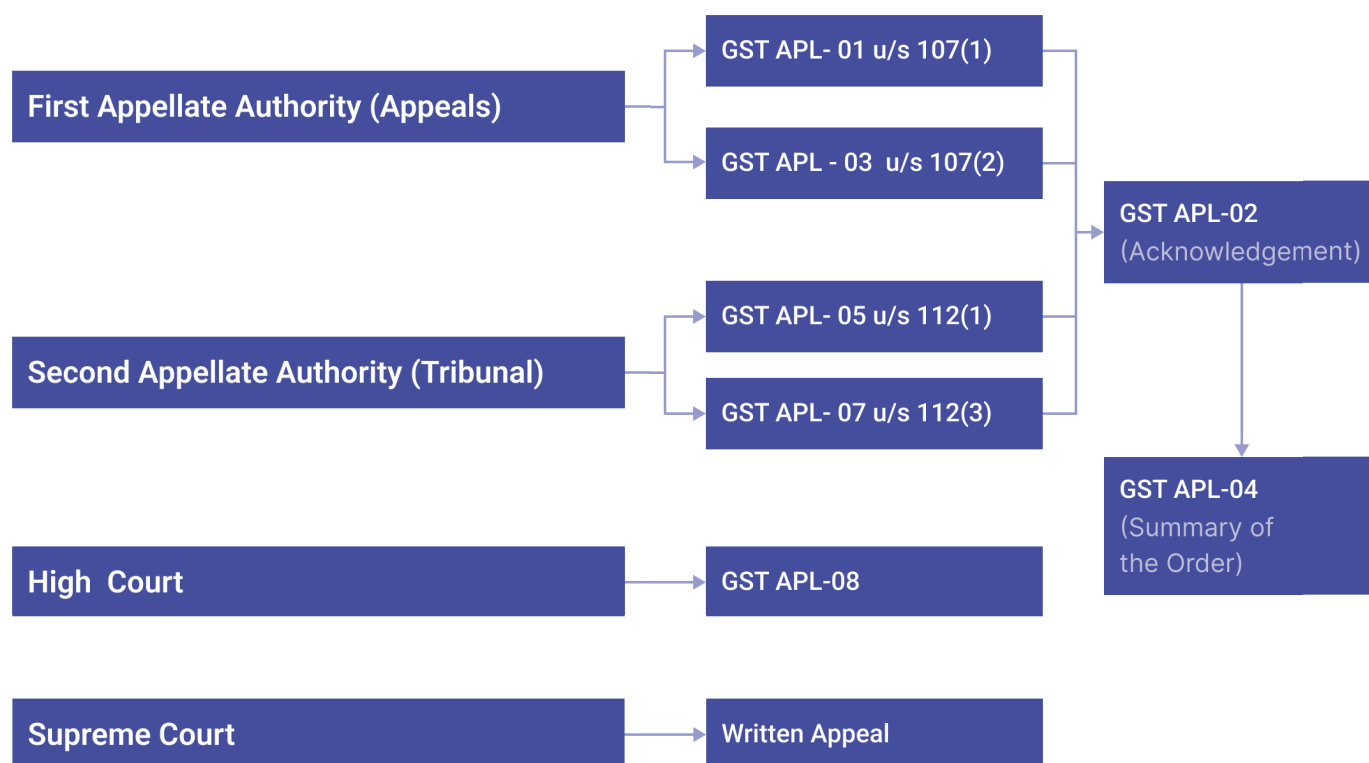 First Appellate Authority (Appeals)
GST APL- 01 u/s 107(1)
GST APL - 03 u/s 107(2)
GST APL-02
(Acknowledgement)
Second Appellate Authority (Tribunal)
GST APL- 05 u/s 112(1)
GST APL- 07 u/s 112(3)
GST APL-04
(Summary of
the Order)
High Court
GST APL-08
Supreme Court
Written Appeal